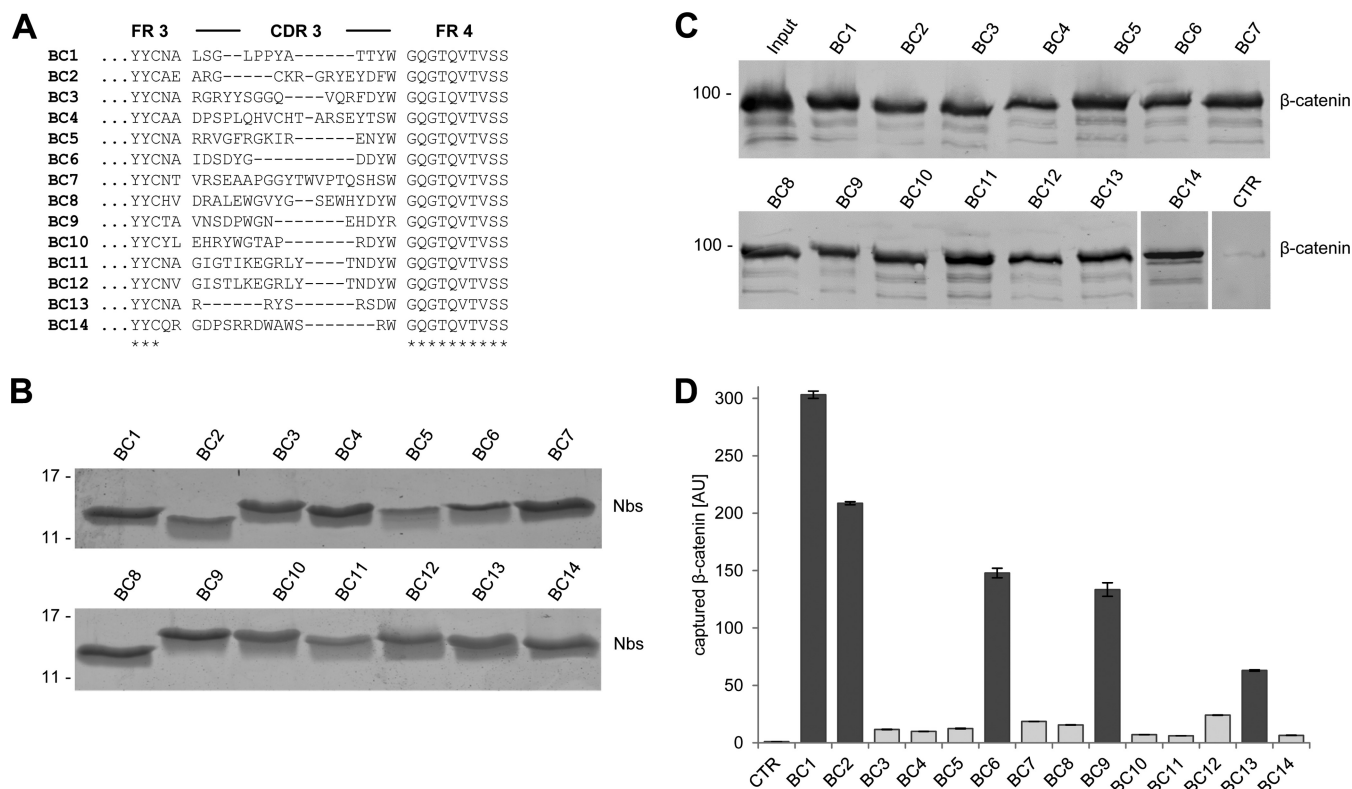 A
FR 3 CDR 3 FR 4
BC1 ...YYCNA LSG--LPPYA------TTYW GQGTQVTVSS
BC2 ...YYCAE ARG-----CKR-GRYEYDFW GQGTQVTVSS
BC3 ...YYCNA RGRYYSGGQ----VQRFDYW GQGIQVTVSS
BC4 ...YYCAA DPSPLQHVCHT-ARSEYTSW GQGTQVTVSS
BC5 ...YYCNA RRVGFRGKIR-------ENYW GQGTQVTVSS
BC6 ...YYCNA IDSDYG-----------DDYW GQGTQVTVSS
BC7 ...YYCNT VRSEAAPGGYTWVPTQSHSW GQGTQVTVSS
BC8 ...YYCHV DRALEWGVYG--SEWHYDYW GQGTQVTVSS
BC9 ...YYCTA VNSDPWGN-------EHDYR GQGTQVTVSS
BC10 ...YYCYL EHRYWGTAP--------RDYW GQGTQVTVSS
BC11 ...YYCNA GIGTIKEGRLY----TNDYW GQGTQVTVSS
BC12 ...YYCNV GISTLKEGRLY----TNDYW GQGTQVTVSS
BC13 ...YYCNA R------RYS-------RSDW GQGTQVTVSS
BC14 ...YYCQR GDPSRRDWAWS-------RW GQGTQVTVSS
*** **********
B
BC1 BC2 BC3 BC4 BC5 BC6 BC7
17 -
Nbs
11 -
BC8 BC9 BC10 BC11 BC12 BC13 BC14
17 -
Nbs
11 -
C
Input BC1 BC2 BC3 BC4 BC5 BC6 BC7
100 - β-catenin
BC8 BC9 BC10 BC11 BC12 BC13 BC14 CTR
100 - β-catenin
D
captured β-catenin [AU]
300
250
200
150
100
50
0
CTR BC1 BC2 BC3 BC4 BC5 BC6 BC7 BC8 BC9 BC10 BC11 BC12 BC13 BC14